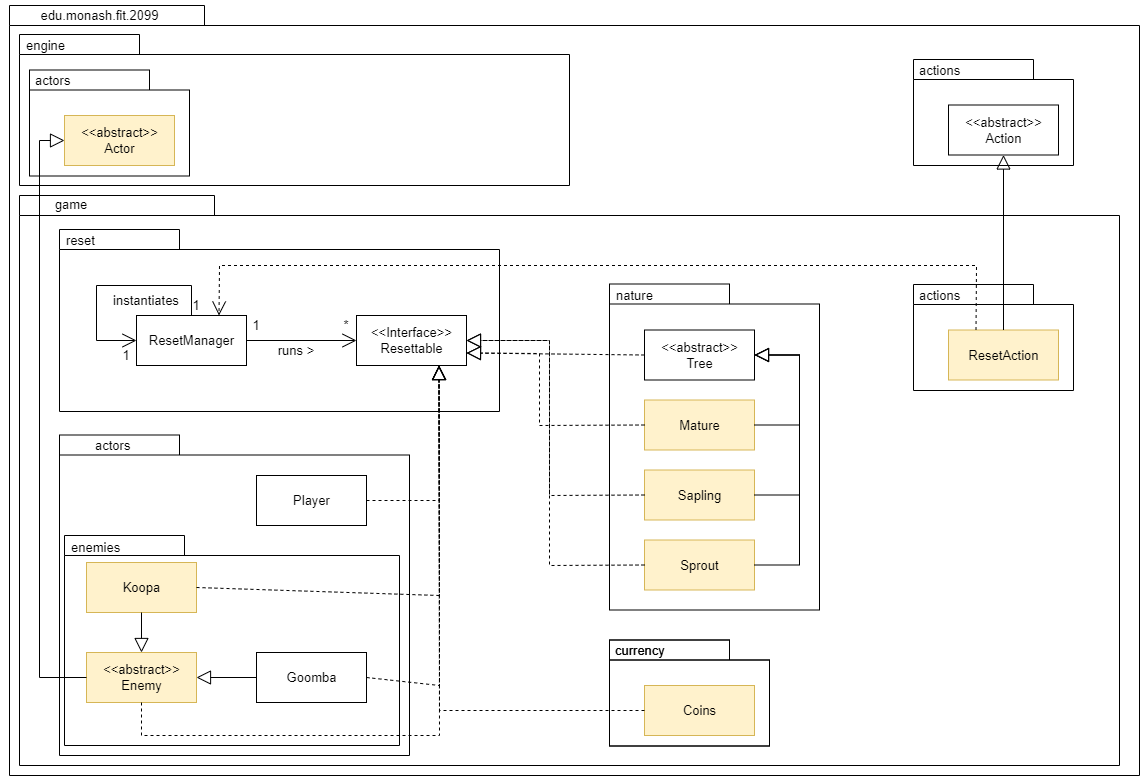 edu.monash.fit.2099
engine
actors
<<abstract>>
Actor
actions
<<abstract>>
Action
game
reset
instantiates
1
1
ResetManager
1
runs >
*
<<Interface>>
Resettable
nature
<<abstract>>
Tree
Mature
Sapling
Sprout
actions
ResetAction
actors
Player
enemies
Koopa
<<abstract>>
Enemy
Goomba
currency
Coins